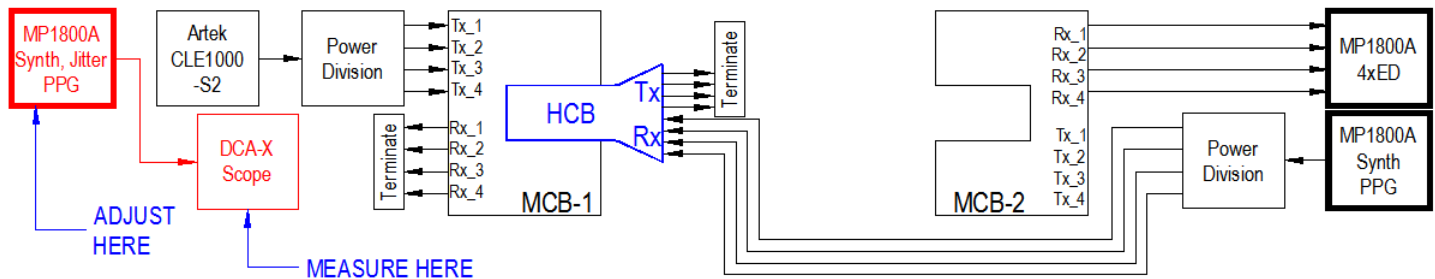 MP1800A
Synth, Jitter
PPG
Artek
CLE1000
-S2
Power
Division
Tx_1
Tx_2
Tx_3
Tx_4
Rx_1
Rx_2
Rx_3
Rx_4
Terminate
MCB-1
HCB
Tx
Rx
Terminate
DCA-X
Scope
ADJUST
HERE
MEASURE HERE
MCB-2
Rx_1
Rx_2
Rx_3
Rx_4
Tx_1
Tx_2
Tx_3
Tx_4
MP1800A
4xED
Power
Division
MP1800A
Synth
PPG